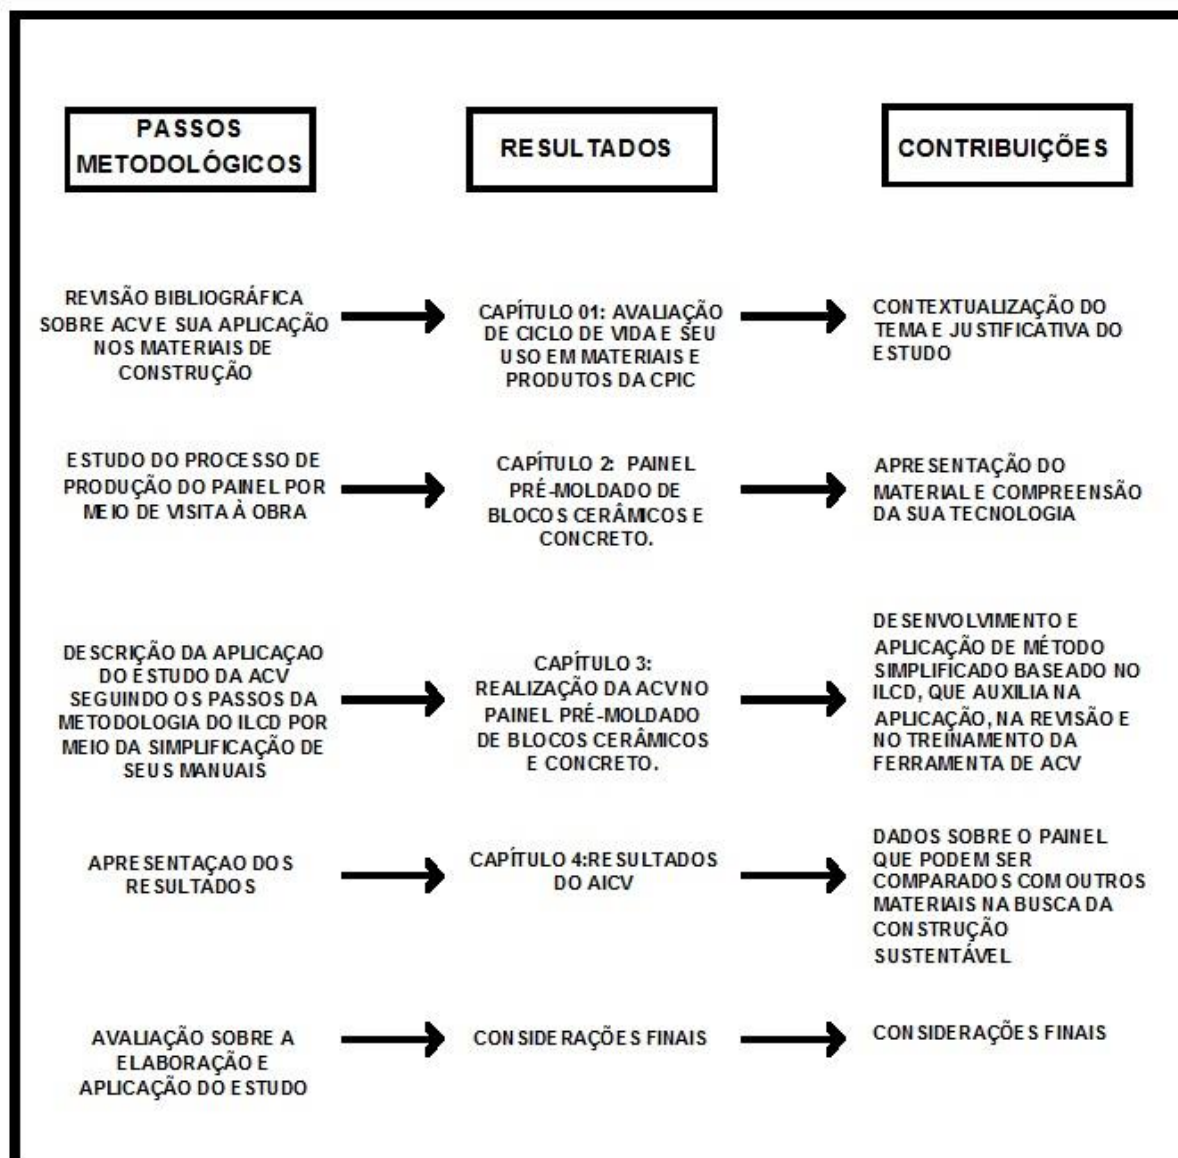 PASSOS
METODOLÓGICOS
RESULTADOS
CONTRIBUIÇÕES
REVISÃO BIBLIOGRÁFICA
SOBRE ACV E SUA APLICAÇÃO
NOS MATERIAIS DE
CONSTRUÇÃO
CAPÍTULO 01: AVALIAÇÃO
DE CICLO DE VIDA E SEU
USO EM MATERIAIS E
PRODUTOS DA CPIC
CONTEXTUALIZAÇÃO DO
TEMA E JUSTIFICATIVA DO
ESTUDO
ESTUDO DO PROCESSO DE
PRODUÇÃO DO PAINEL POR
MEIO DE VISITA À OBRA
CAPÍTULO 2: PAINEL
PRÉ-MOLDADO DE
BLOCOS CERÂMICOS E
CONCRETO.
APRESENTAÇÃO DO
MATERIAL E COMPREENSÃO
DA SUA TECNOLOGIA
DESCRIÇÃO DA APLICAÇAO
DO ESTUDO DA ACV
SEGUINDO OS PASSOS DA
METODOLOGIA DO ILCD POR
MEIO DA SIMPLIFICAÇÃO DE
SEUS MANUAIS
CAPÍTULO 3:
REALIZAÇÃO DA ACV NO
PAINEL PRÉ-MOLDADO
DE BLOCOS CERÂMICOS
E CONCRETO.
DESENVOLVIMENTO E
APLICAÇÃO DE MÉTODO
SIMPLIFICADO BASEADO NO
ILCD, QUE AUXILIA NA
APLICAÇÃO, NA REVISÃO E
NO TREINAMENTO DA
FERRAMENTA DE ACV
APRESENTAÇAO DOS
RESULTADOS
CAPÍTULO 4:RESULTADOS
DO AICV
DADOS SOBRE O PAINEL
QUE PODEM SER
COMPARADOS COM OUTROS
MATERIAIS NA BUSCA DA
CONSTRUÇÃO
SUSTENTÁVEL
AVALIAÇÃO SOBRE A
ELABORAÇÃO E
APLICAÇÃO DO ESTUDO
CONSIDERAÇÕES FINAIS
CONSIDERAÇÕES FINAIS